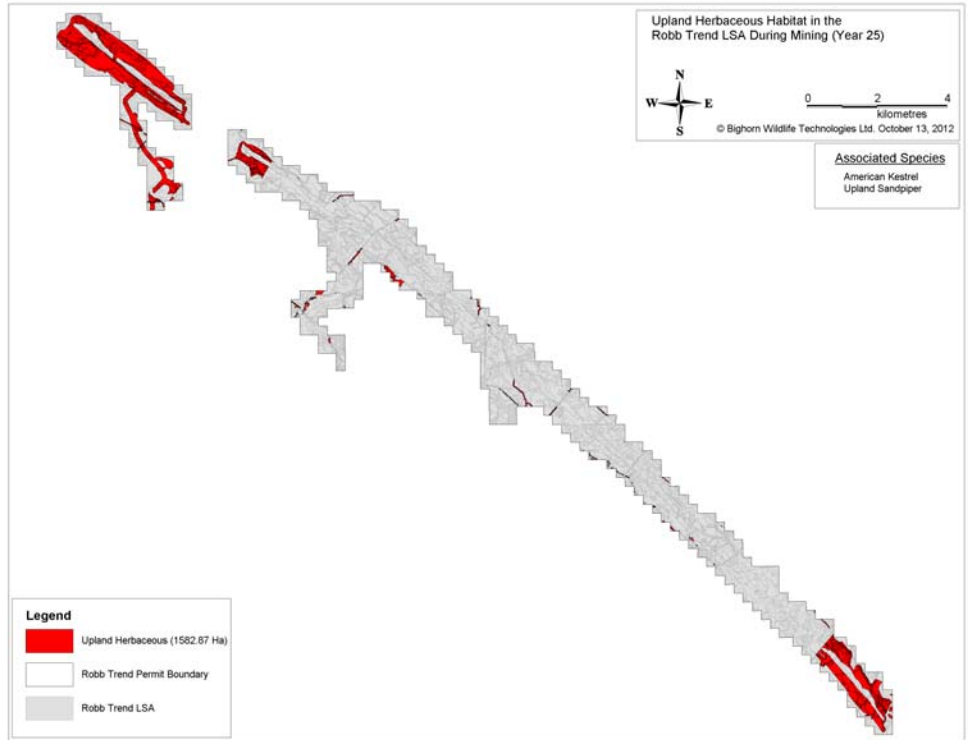 Upland Herbaceous Habitat in the
Robb Trend LSA During Mining (Year 25)
N
W E
S
0 2 4
kilometres
© Bighorn Wildlife Technologies Ltd. October 13, 2012
Associated Species
American Kestrel
Upland Sandpiper
Legend
Upland Herbaceous (1582.87 Ha)
Robb Trend Permit Boundary
Robb Trend LSA